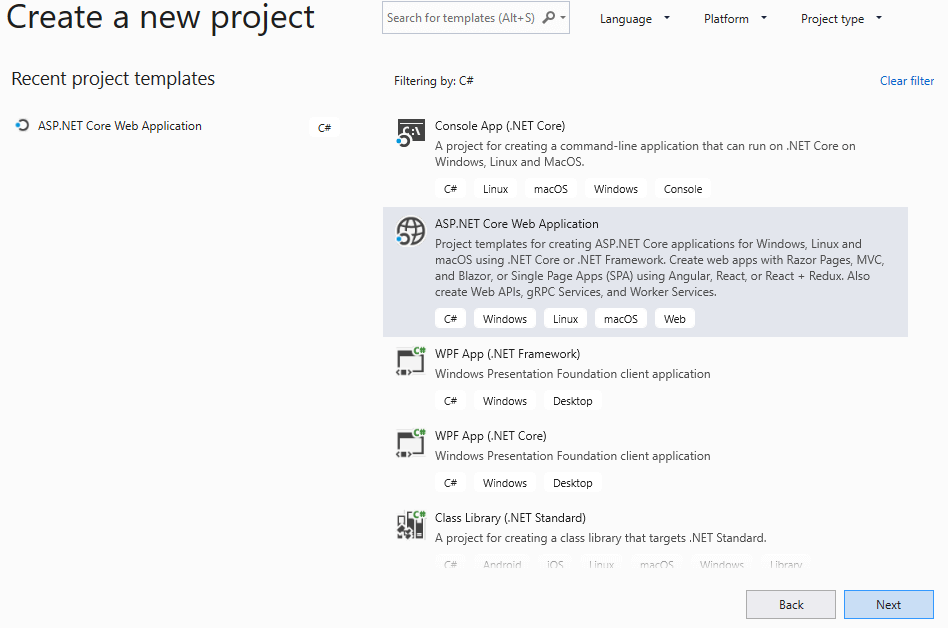 Create a new project
Search for templates (Alt+S)
Language
Platform
Project type
Recent project templates
ASP.NET Core Web Application
C#
Filtering by: C#
Clear filter
Console App (.NET Core)
A project for creating a command-line application that can run on .NET Core on
Windows, Linux and MacOS.
C# Linux macOS Windows Console
ASP.NET Core Web Application
Project templates for creating ASP.NET Core applications for Windows, Linux and
macOS using .NET Core or .NET Framework. Create web apps with Razor Pages, MVC,
and Blazor, or Single Page Apps (SPA) using Angular, React, or React + Redux. Also
create Web APIs, gRPC Services, and Worker Services.
C# Windows Linux macOS Web
C#
WPF App (.NET Framework)
Windows Presentation Foundation client application
C# Windows Desktop
C#
WPF App (.NET Core)
Windows Presentation Foundation client application
C# Windows Desktop
C#
Class Library (.NET Standard)
A project for creating a class library that targets .NET Standard.
C# Android iOS Linux macOS Windows Library
Back
Next